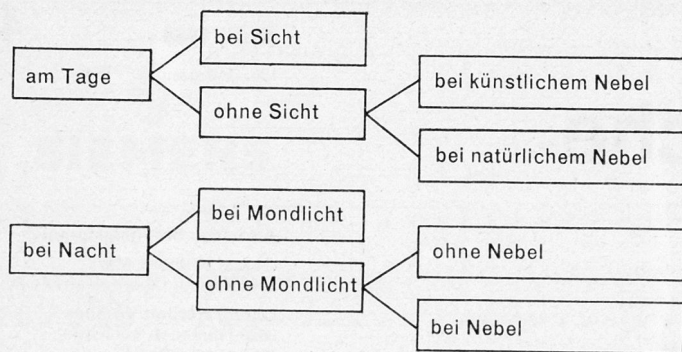 am Tage
bei Sicht
ohne Sicht
bei künstlichem Nebel
bei natürlichem Nebel
bei Nacht
bei Mondlicht
ohne Mondlicht
ohne Nebel
bei Nebel